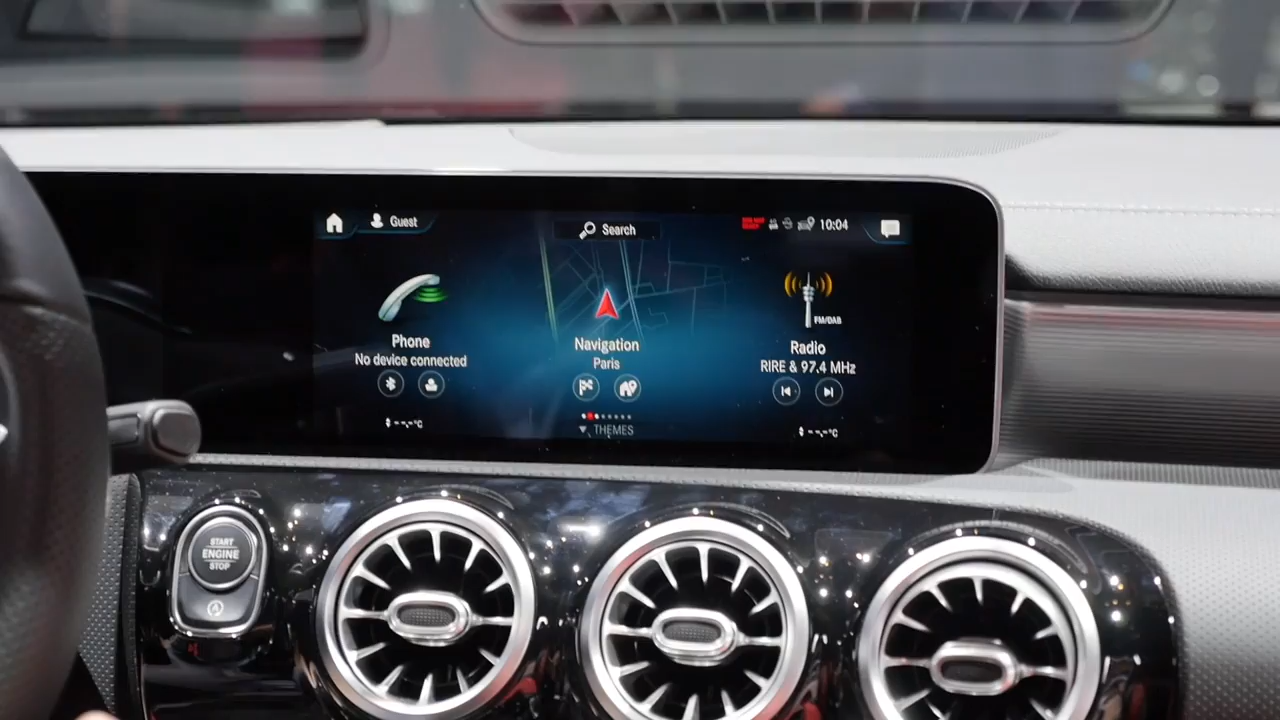 Guest
Search
10:04
FM/DAB
Phone
No device connected
Navigation
Paris
Radio
RIRE & 97.4 MHz
--,-°C
THEMES
--,-°C
START
ENGINE
STOP
A